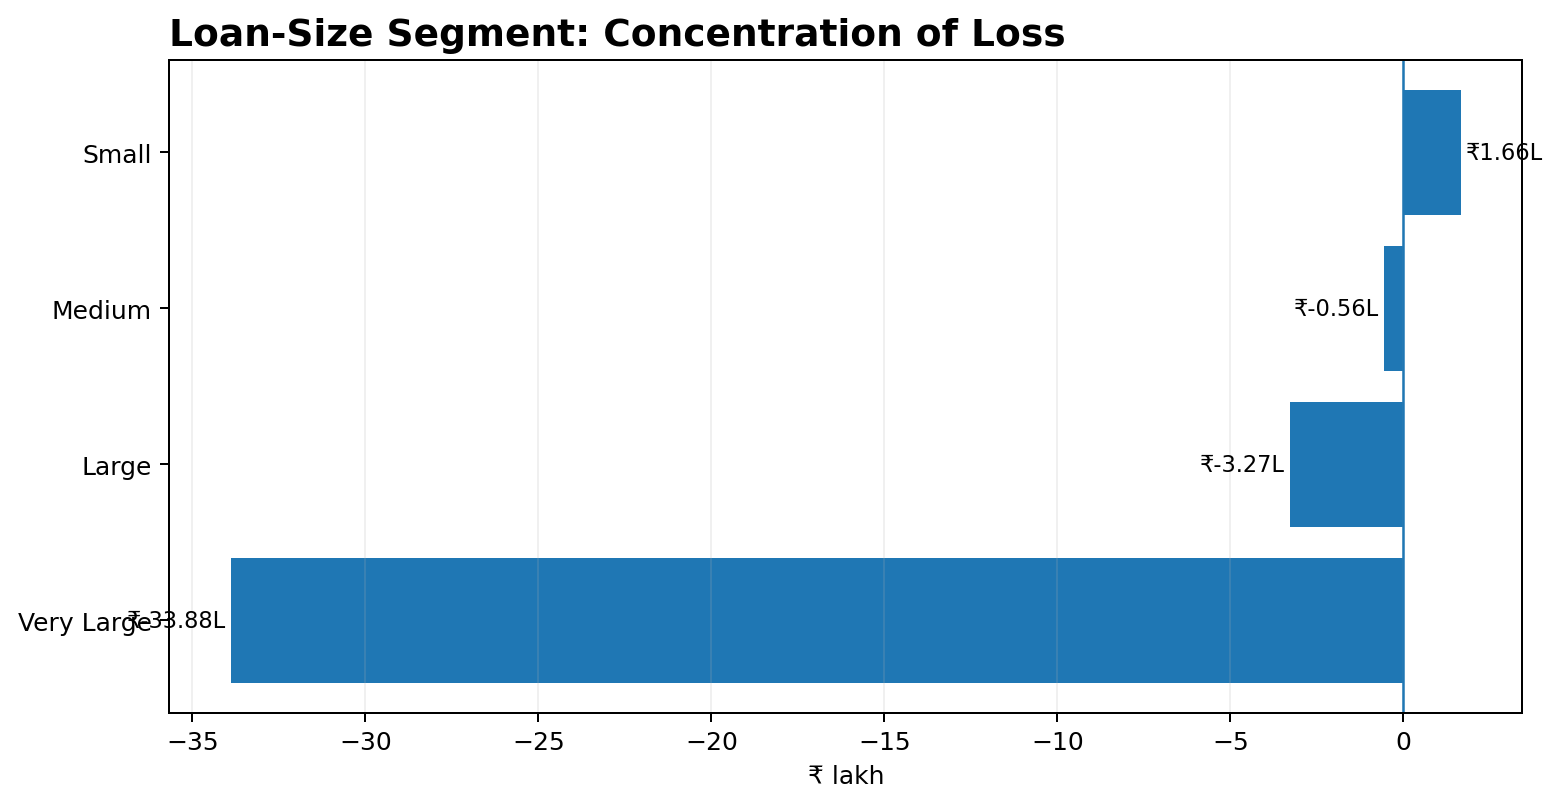 Loan-Size Segment: Concentration of Loss
Small
₹1.66L
Medium
₹-0.56L
Large
₹-3.27L
Very Large
₹-33.88L
−35 −30 −25 −20 −15 −10 −5 0
₹ lakh